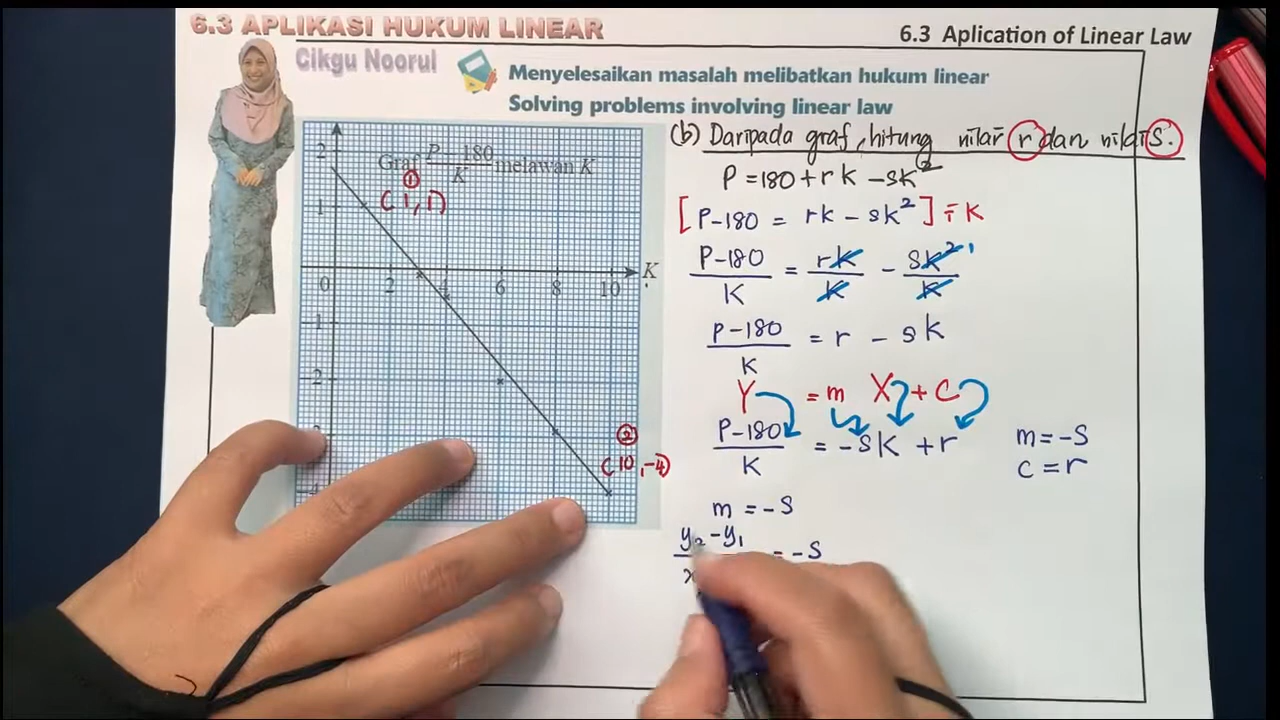 6.3 APLIKASI HUKUM LINEAR
6.3 Aplication of Linear Law
Cikgu Noorul
Menyelesaikan masalah melibatkan hukum linear
Solving problems involving linear law
Graf P – 180 / K melawan K
2
①
(1, 1)
1
K
0 2 4 6 8 10
-1
-2
②
(10, -4)
(b) Daripada graf, hitung nilai r dan nilai s.
P = 180 + rk - sk²
[P-180 = rk - sk²] ÷ K
P-180 / K = rk / k - sk² / k
1
P-180 / K = r - sk
Y = m X + C
P-180 / K = -sK + r
m = -s
c = r
m = -s
y₂ - y₁
= -s